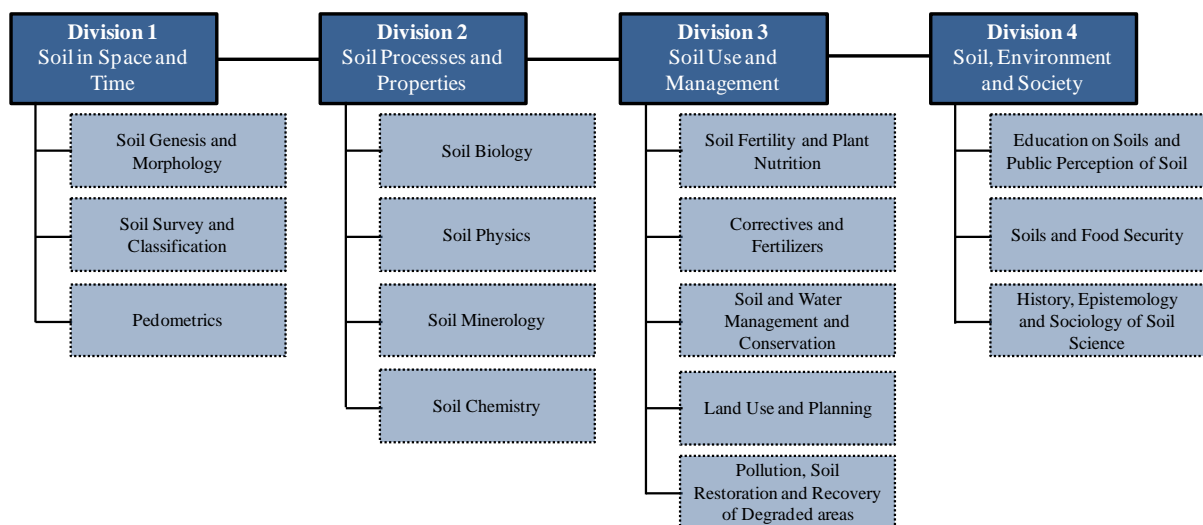 Division 1
Soil in Space and
Time
Soil Genesis and
Morphology
Soil Survey and
Classification
Pedometrics
Division 2
Soil Processes and
Properties
Soil Biology
Soil Physics
Soil Minerology
Soil Chemistry
Division 3
Soil Use and
Management
Soil Fertility and Plant
Nutrition
Correctives and
Fertilizers
Soil and Water
Management and
Conservation
Land Use and Planning
Pollution, Soil
Restoration and Recovery
of Degraded areas
Division 4
Soil, Environment
and Society
Education on Soils and
Public Perception of Soil
Soils and Food Security
History, Epistemology
and Sociology of Soil
Science